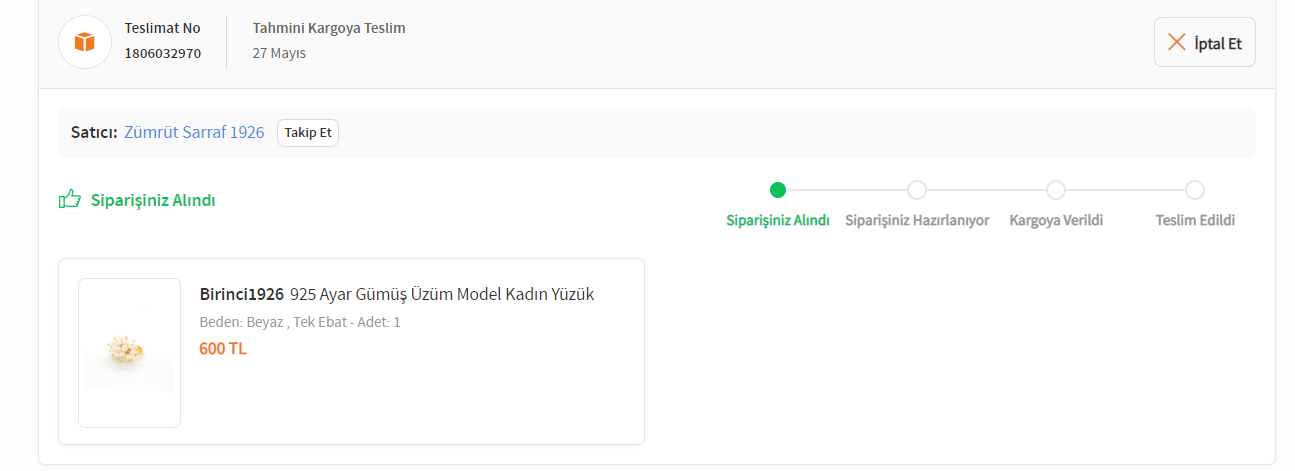 Teslimat No
1806032970
Tahmini Kargoya Teslim
27 Mayıs
İptal Et
Satıcı: Zümrüt Sarraf 1926 Takip Et
Siparişiniz Alındı
Siparişiniz Alındı Siparişiniz Hazırlanıyor Kargoya Verildi Teslim Edildi
Birinci1926 925 Ayar Gümüş Üzüm Model Kadın Yüzük
Beden: Beyaz , Tek Ebat - Adet: 1
600 TL